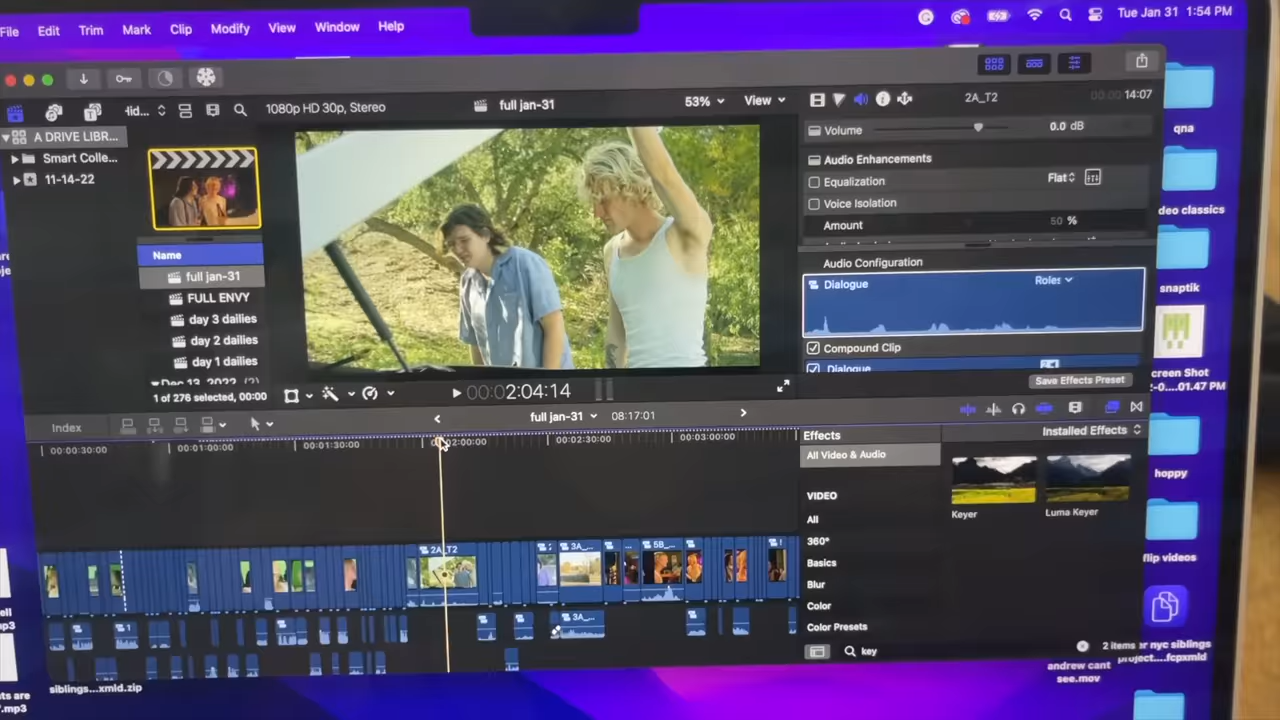 File Edit Trim Mark Clip Modify View Window Help
Tue Jan 31 1:54 PM
Hid...
1080p HD 30p, Stereo
full jan-31
53%
View
2A_T2
00:00 14:07
A DRIVE LIBR...
Smart Colle...
11-14-22
Name
full jan-31
FULL ENVY
day 3 dailies
day 2 dailies
day 1 dailies
Dec 13, 2022 (2)
1 of 276 selected, 00:00
00:002:04:14
Volume
0.0 dB
Audio Enhancements
Equalization
Flat
Voice Isolation
Amount
50 %
Audio Configuration
Dialogue
Roles
Compound Clip
Dialogue
Save Effects Preset
Index
full jan-31
08:17:01
00:00:30:00
00:01:00:00
00:01:30:00
00:02:00:00
00:02:30:00
00:03:00:00
2A_T2
3A_...
5B_...
3A_...
Effects
Installed Effects
All Video & Audio
VIDEO
All
360°
Basics
Blur
Color
Color Presets
Keyer
Luma Keyer
key
2 items
qna
deo classics
snaptik
creen Shot
-0....01.47 PM
hoppy
flip videos
er nyc siblings
project....fcpxmld
andrew cant
see.mov
siblings...xmld.zip
ell
p3
ts are
.mp3